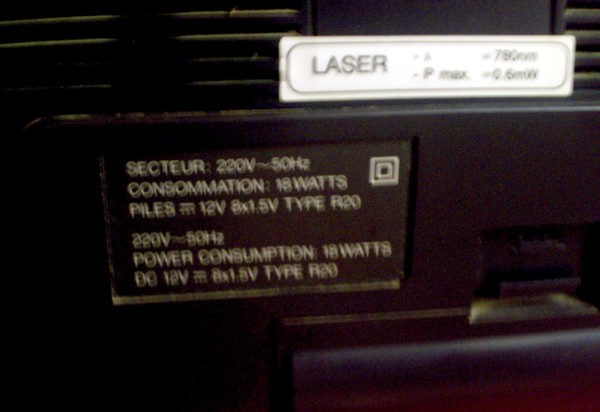 LASER
- λ =780nm
- P max. =0.6mW
SECTEUR: 220V~50Hz
CONSOMMATION: 18 WATTS
PILES ⎓ 12V 8x1.5V TYPE R20
220V~50Hz
POWER CONSUMPTION: 18 WATTS
DC 12V ⎓ 8x1.5V TYPE R20